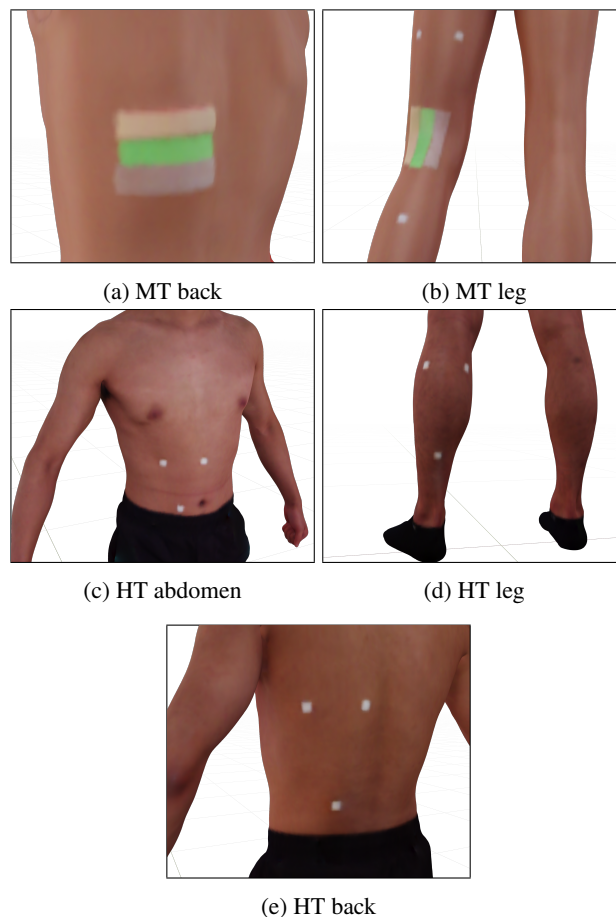 (a) MT back
(b) MT leg
(c) HT abdomen
(d) HT leg
(e) HT back